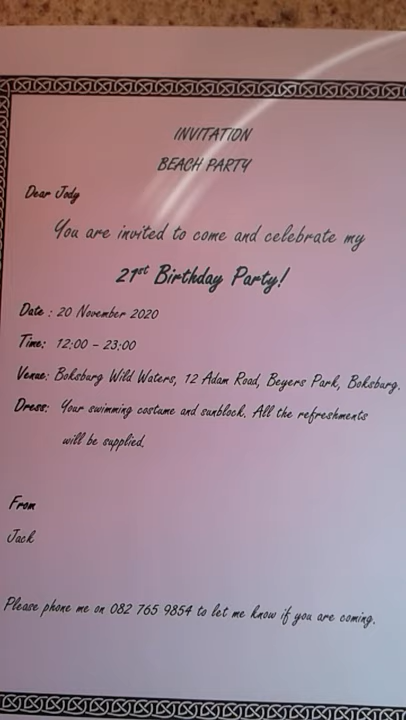 INVITATION
BEACH PARTY
Dear Jody
You are invited to come and celebrate my
21st Birthday Party!
Date : 20 November 2020
Time: 12:00 – 23:00
Venue: Boksburg Wild Waters, 12 Adam Road, Beyers Park, Boksburg.
Dress: Your swimming costume and sunblock. All the refreshments
will be supplied.
From
Jack
Please phone me on 082 765 9854 to let me know if you are coming.